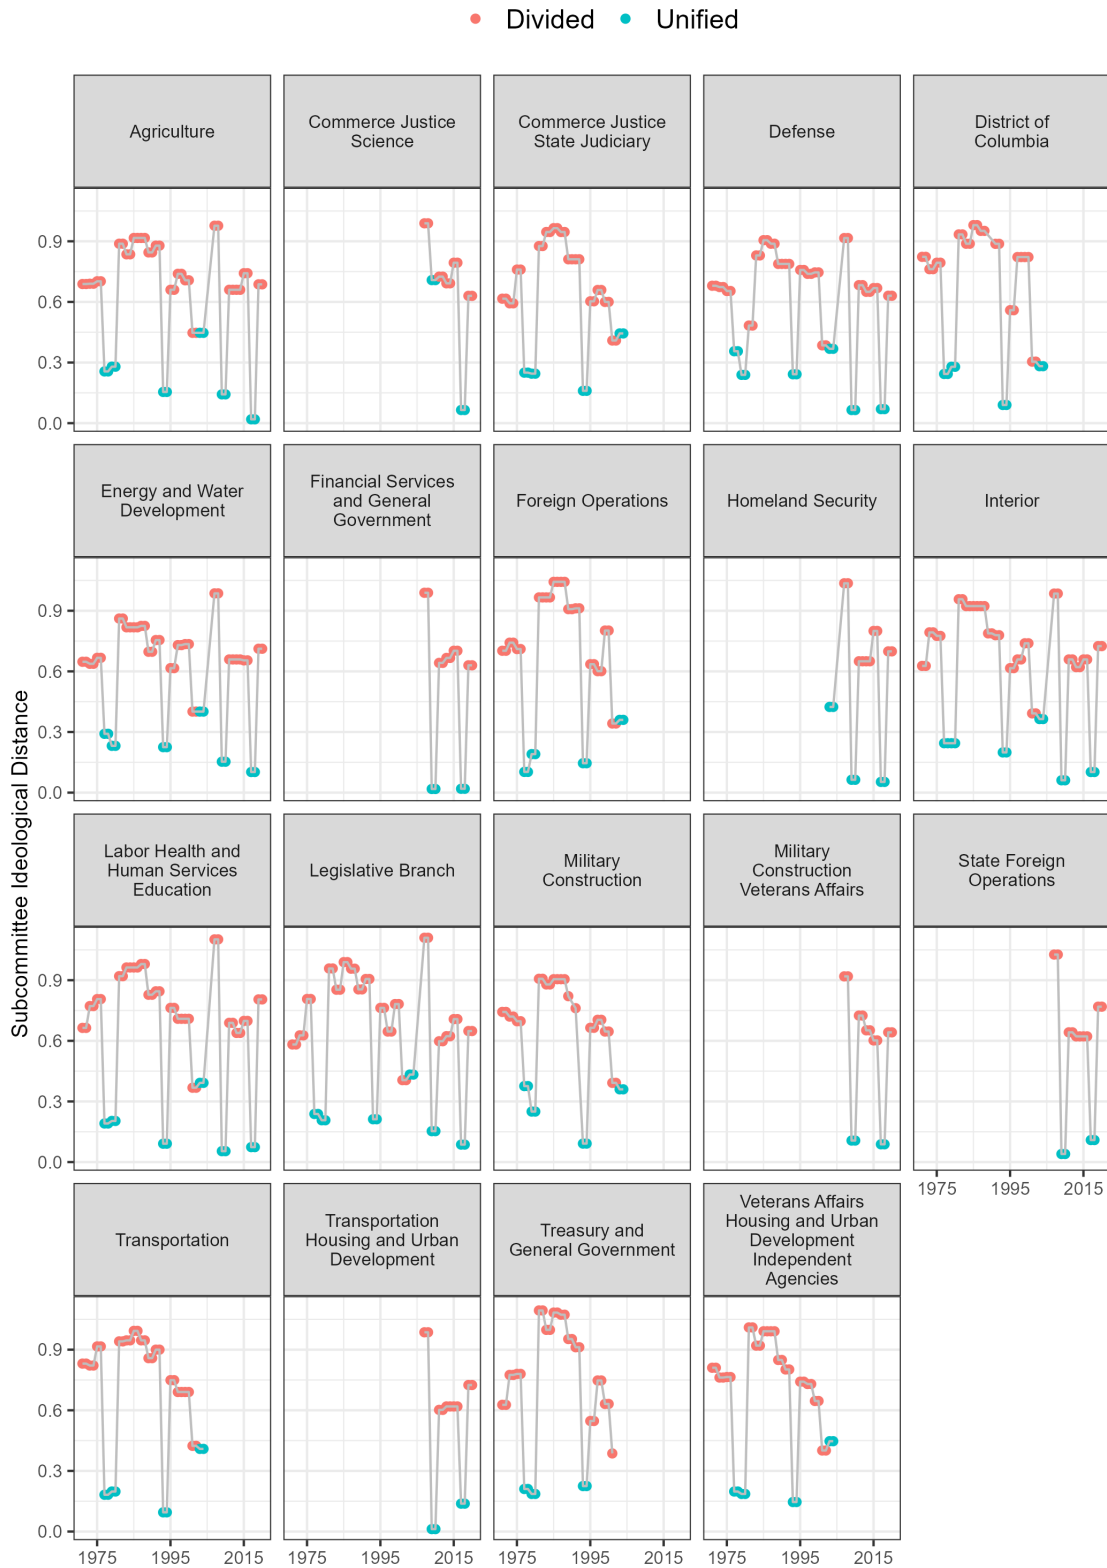 Divided Unified
Agriculture
Commerce Justice
Science
Commerce Justice
State Judiciary
Defense
District of
Columbia
0.9
0.6
0.3
0.0
Energy and Water
Development
Financial Services
and General
Government
Foreign Operations
Homeland Security
Interior
0.9
0.6
0.3
0.0
Subcommittee Ideological Distance
Labor Health and
Human Services
Education
Legislative Branch
Military
Construction
Military
Construction
Veterans Affairs
State Foreign
Operations
0.9
0.6
0.3
0.0
1975 1995 2015
Transportation
Transportation
Housing and Urban
Development
Treasury and
General Government
Veterans Affairs
Housing and Urban
Development
Independent
Agencies
0.9
0.6
0.3
0.0
1975 1995 2015 1975 1995 2015 1975 1995 2015 1975 1995 2015